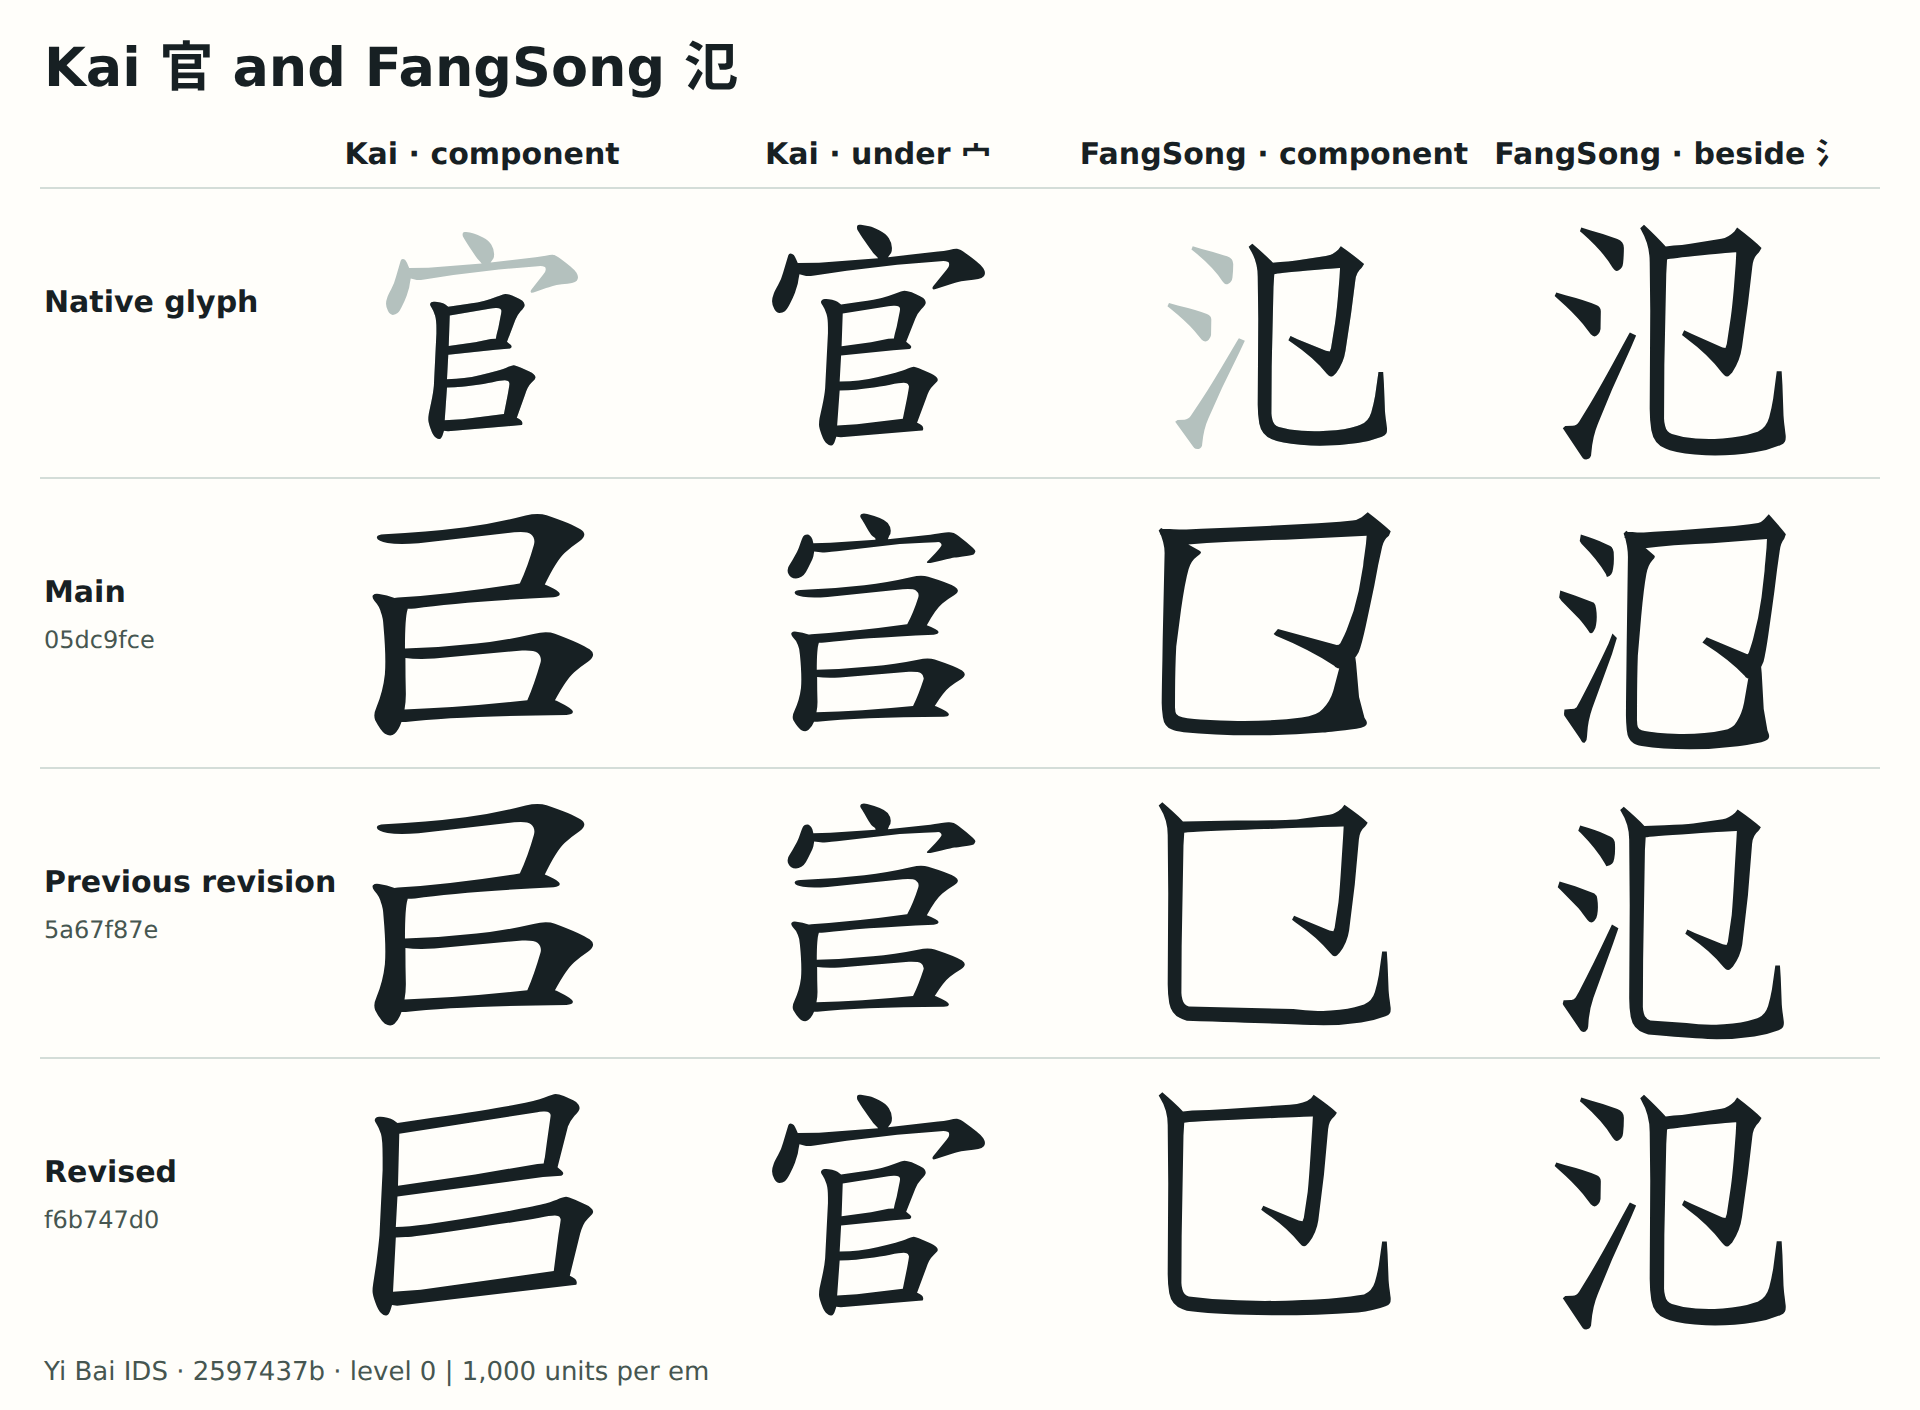 Kai 官 and FangSong 氾
Kai · component Kai · under 宀 FangSong · component FangSong · beside 氵
Native glyph 官 官 氾 氾
Main
05dc9fce
Previous revision
5a67f87e
Revised 官 氾
f6b747d0
Yi Bai IDS · 2597437b · level 0 | 1,000 units per em